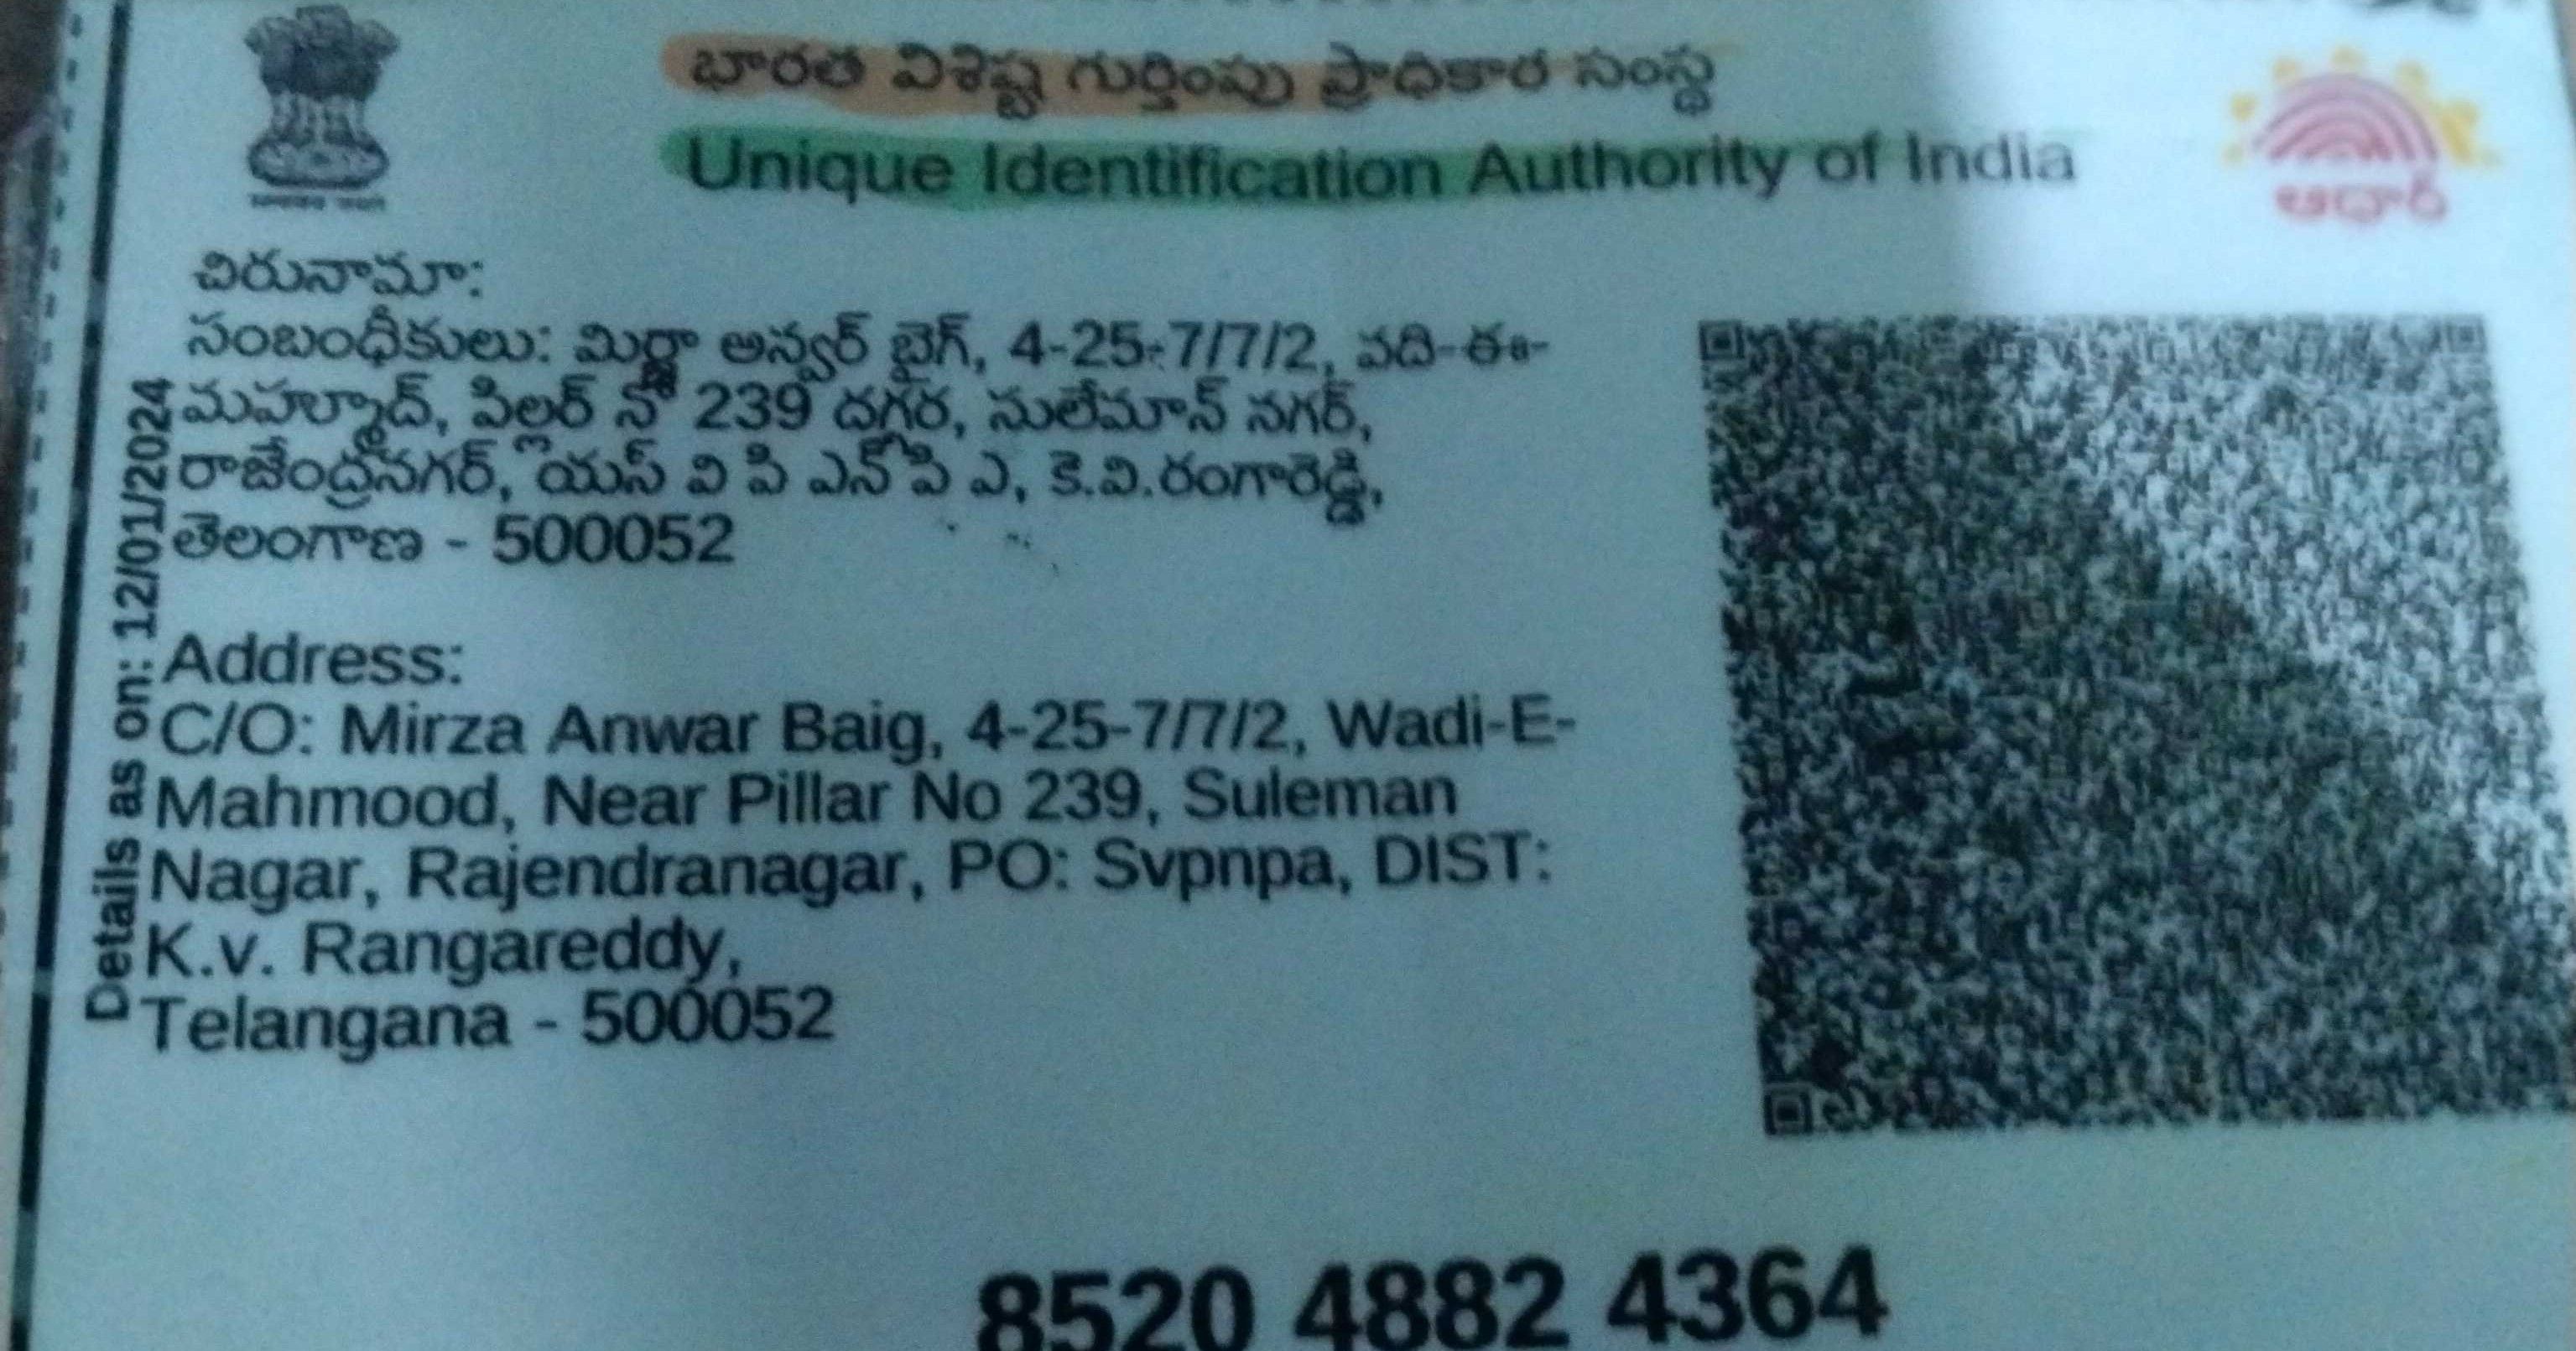 భారత విశిష్ట గుర్తింపు ప్రాధికార సంస్థ
Unique Identification Authority of India
ఆధార్
చిరునామా:
సంబంధీకులు: మిర్జా అన్వర్ బైగ్, 4-25-7/7/2, వది-ఈ-
మహమ్మాద్, పిల్లర్ నో 239 దగ్గర, సులేమాన్ నగర్,
రాజేంద్రనగర్, యస్ వి పి ఎన్ పి ఎ, కె.వి.రంగారెడ్డి,
తెలంగాణ - 500052
Details as on: 12/01/2024
Address:
C/O: Mirza Anwar Baig, 4-25-7/7/2, Wadi-E-
Mahmood, Near Pillar No 239, Suleman
Nagar, Rajendranagar, PO: Svpnpa, DIST:
K.v. Rangareddy,
Telangana - 500052
8520 4882 4364